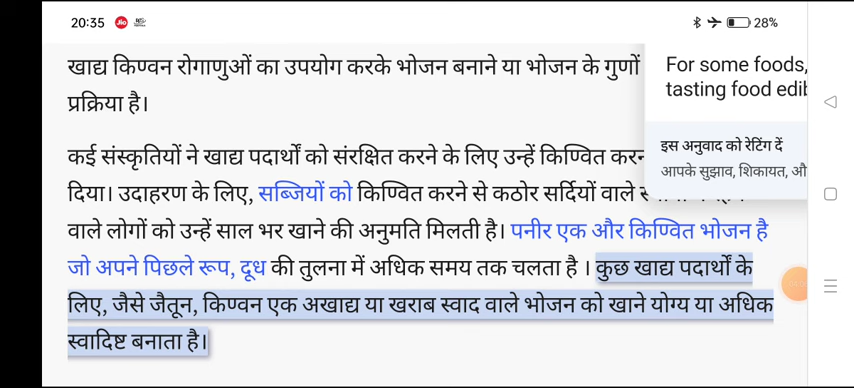 20:35 Jio 28%
For some foods,
tasting food edib
इस अनुवाद को रेटिंग दें
आपके सुझाव, शिकायत, औ
खाद्य किण्वन रोगाणुओं का उपयोग करके भोजन बनाने या भोजन के गुणों
प्रक्रिया है।
कई संस्कृतियों ने खाद्य पदार्थों को संरक्षित करने के लिए उन्हें किण्वित करन
दिया। उदाहरण के लिए, सब्जियों को किण्वित करने से कठोर सर्दियों वाले
वाले लोगों को उन्हें साल भर खाने की अनुमति मिलती है। पनीर एक और किण्वित भोजन है
जो अपने पिछले रूप, दूध की तुलना में अधिक समय तक चलता है । कुछ खाद्य पदार्थों के
लिए, जैसे जैतून, किण्वन एक अखाद्य या खराब स्वाद वाले भोजन को खाने योग्य या अधिक
स्वादिष्ट बनाता है।